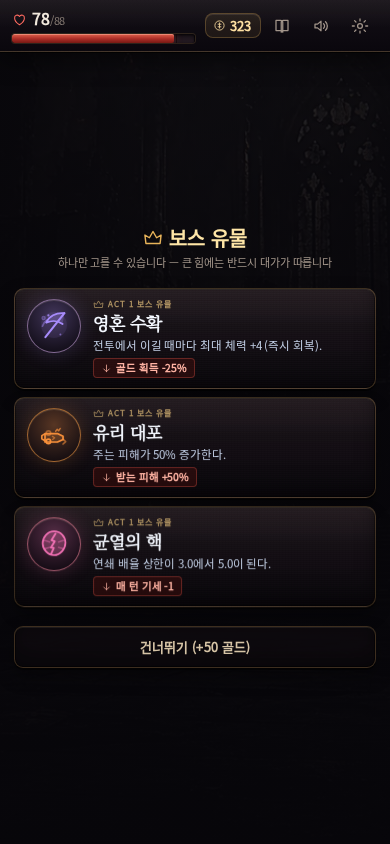 78/88
323
보스 유물
하나만 고를 수 있습니다 — 큰 힘에는 반드시 대가가 따릅니다
ACT 1 보스 유물
영혼 수확
전투에서 이길 때마다 최대 체력 +4 (즉시 회복).
↓ 골드 획득 -25%
ACT 1 보스 유물
유리 대포
주는 피해가 50% 증가한다.
↓ 받는 피해 +50%
ACT 1 보스 유물
균열의 핵
연쇄 배율 상한이 3.0에서 5.0이 된다.
↓ 매 턴 기세 -1
건너뛰기 (+50 골드)